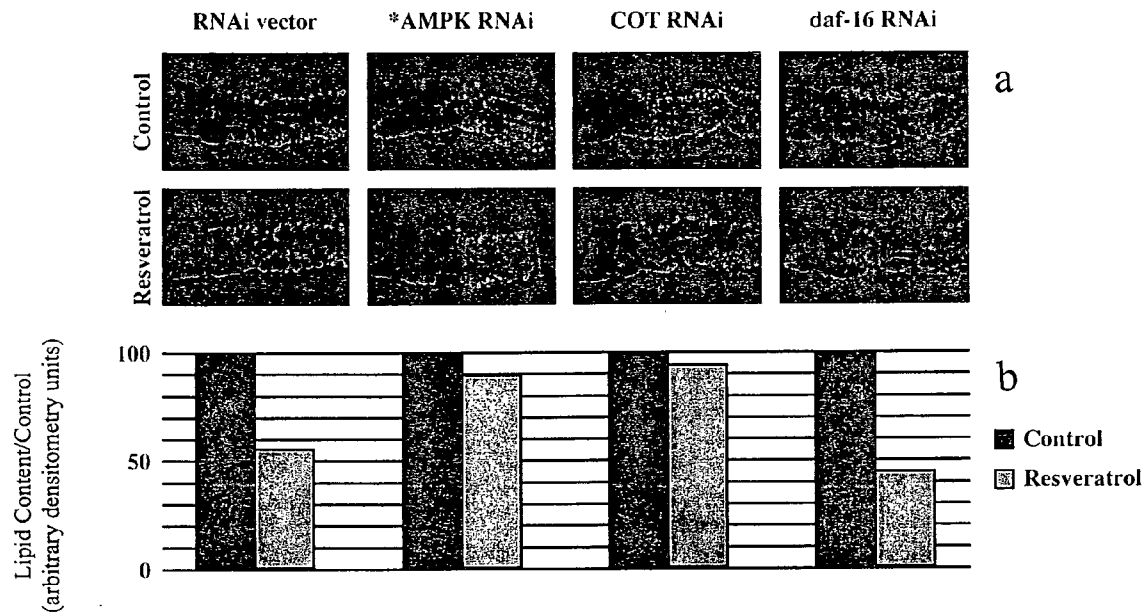 RNAi vector *AMPK RNAi COT RNAi daf-16 RNAi
Control
a
Resveratrol
Lipid Content/Control
(arbitrary densitometry units)
100
50
0
b
Control
Resveratrol